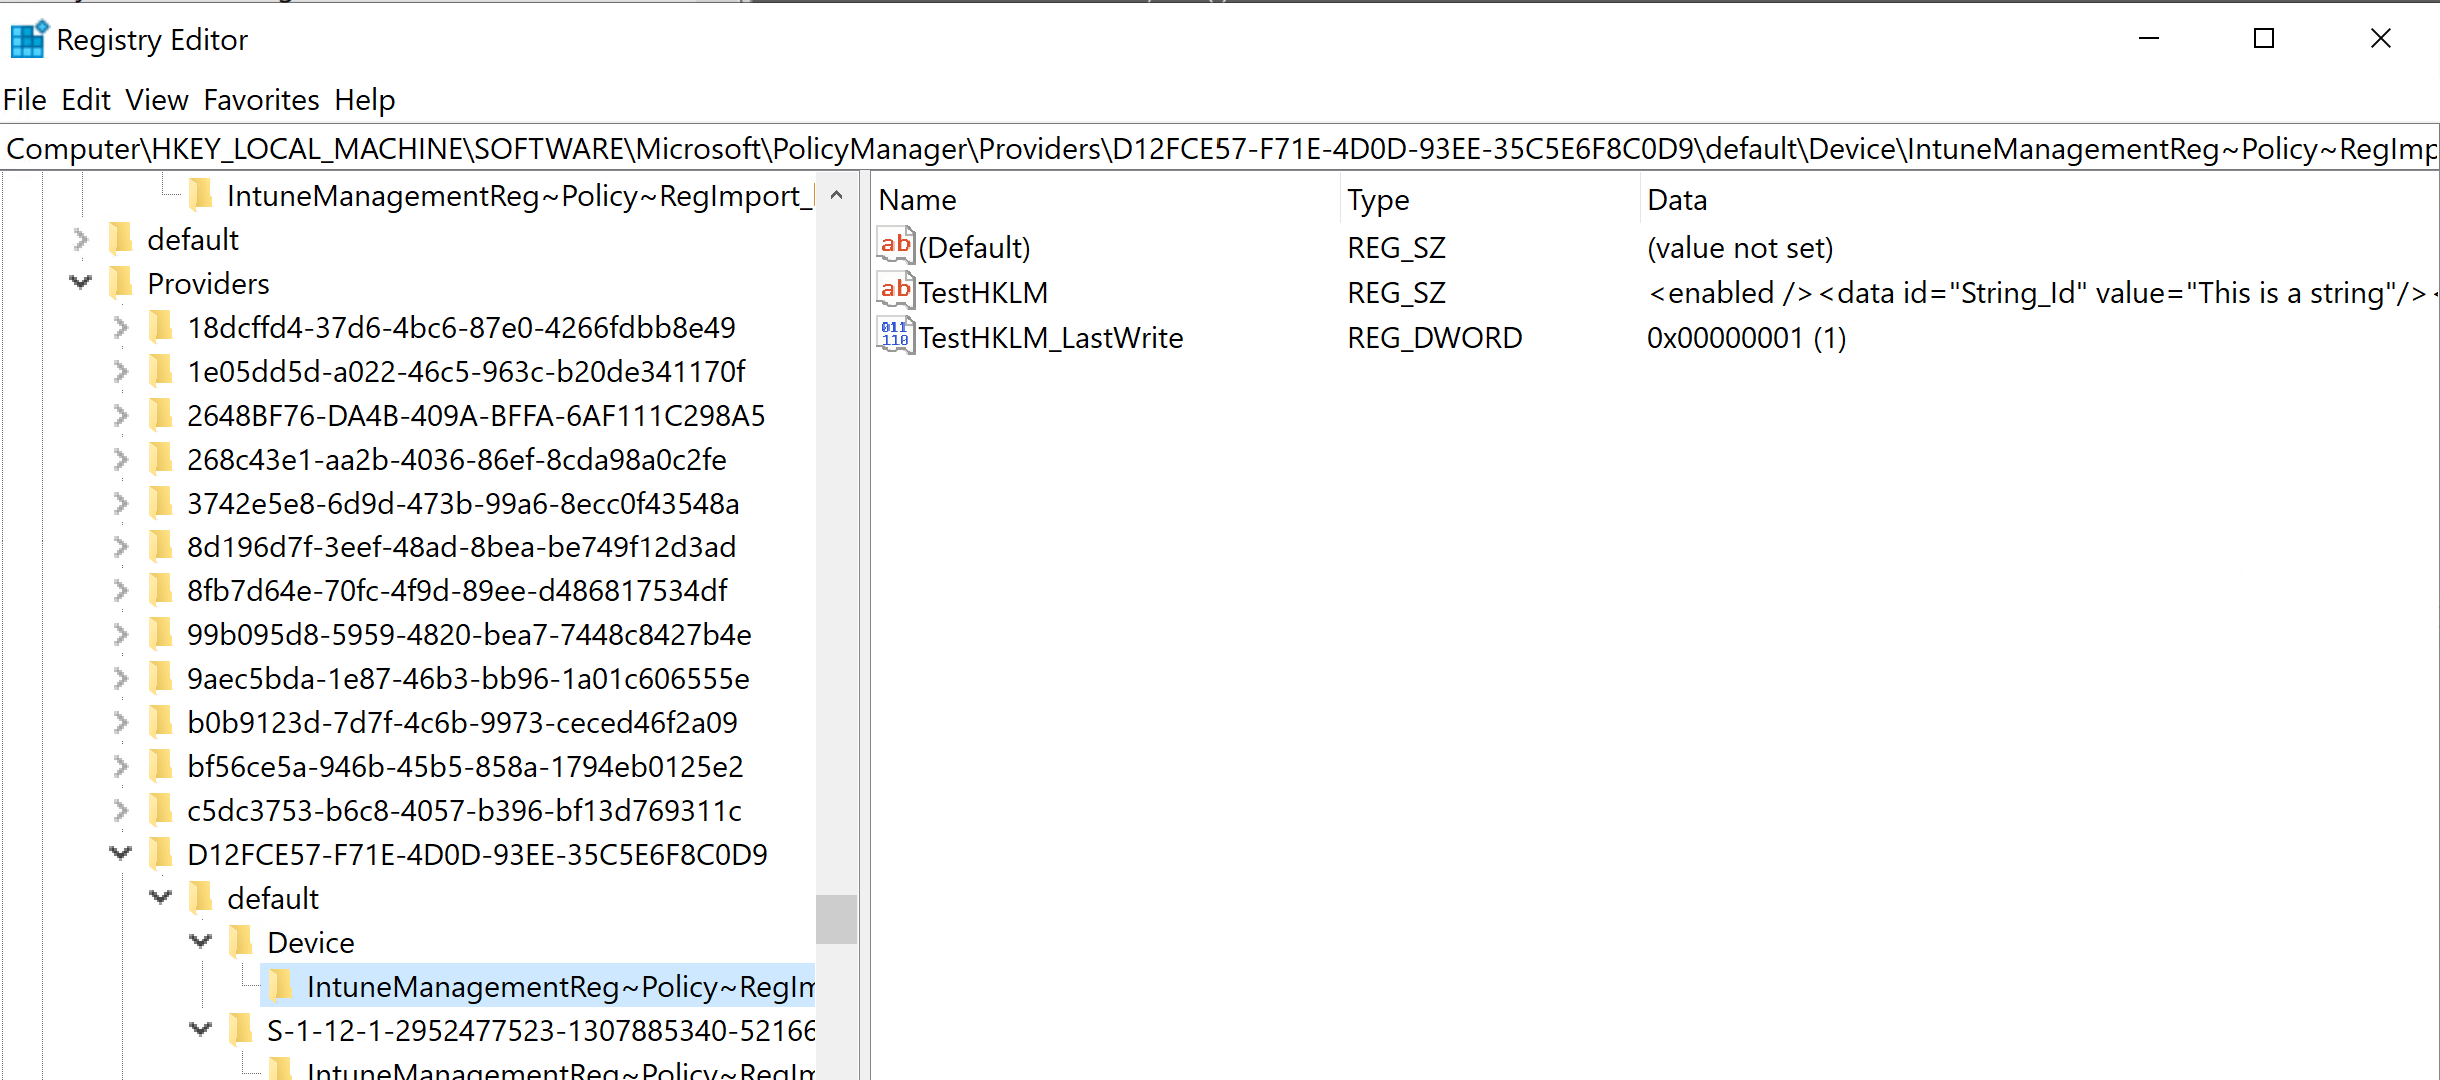 Registry Editor
File Edit View Favorites Help
Computer\HKEY_LOCAL_MACHINE\SOFTWARE\Microsoft\PolicyManager\Providers\D12FCE57-F71E-4D0D-93EE-35C5E6F8C0D9\default\Device\IntuneManagementReg~Policy~RegImp
IntuneManagementReg~Policy~RegImport_
default
Providers
18dcffd4-37d6-4bc6-87e0-4266fdbb8e49
1e05dd5d-a022-46c5-963c-b20de341170f
2648BF76-DA4B-409A-BFFA-6AF111C298A5
268c43e1-aa2b-4036-86ef-8cda98a0c2fe
3742e5e8-6d9d-473b-99a6-8ecc0f43548a
8d196d7f-3eef-48ad-8bea-be749f12d3ad
8fb7d64e-70fc-4f9d-89ee-d486817534df
99b095d8-5959-4820-bea7-7448c8427b4e
9aec5bda-1e87-46b3-bb96-1a01c606555e
b0b9123d-7d7f-4c6b-9973-ceced46f2a09
bf56ce5a-946b-45b5-858a-1794eb0125e2
c5dc3753-b6c8-4057-b396-bf13d769311c
D12FCE57-F71E-4D0D-93EE-35C5E6F8C0D9
default
Device
IntuneManagementReg~Policy~RegIm
S-1-12-1-2952477523-1307885340-52166
IntuneManagementReg~Policy~RegIm
Name Type Data
(Default) REG_SZ (value not set)
TestHKLM REG_SZ <enabled /><data id="String_Id" value="This is a string"/><
TestHKLM_LastWrite REG_DWORD 0x00000001 (1)